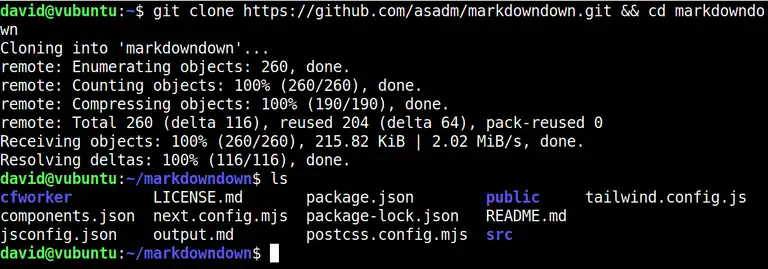 david@vubuntu:~$ git clone https://github.com/asadm/markdowndown.git && cd markdowndo
wn
Cloning into 'markdowndown'...
remote: Enumerating objects: 260, done.
remote: Counting objects: 100% (260/260), done.
remote: Compressing objects: 100% (190/190), done.
remote: Total 260 (delta 116), reused 204 (delta 64), pack-reused 0
Receiving objects: 100% (260/260), 215.82 KiB | 2.02 MiB/s, done.
Resolving deltas: 100% (116/116), done.
david@vubuntu:~/markdowndown$ ls
cfworker         LICENSE.md       package.json        public     tailwind.config.js
components.json  next.config.mjs  package-lock.json   README.md
jsconfig.json    output.md        postcss.config.mjs  src
david@vubuntu:~/markdowndown$